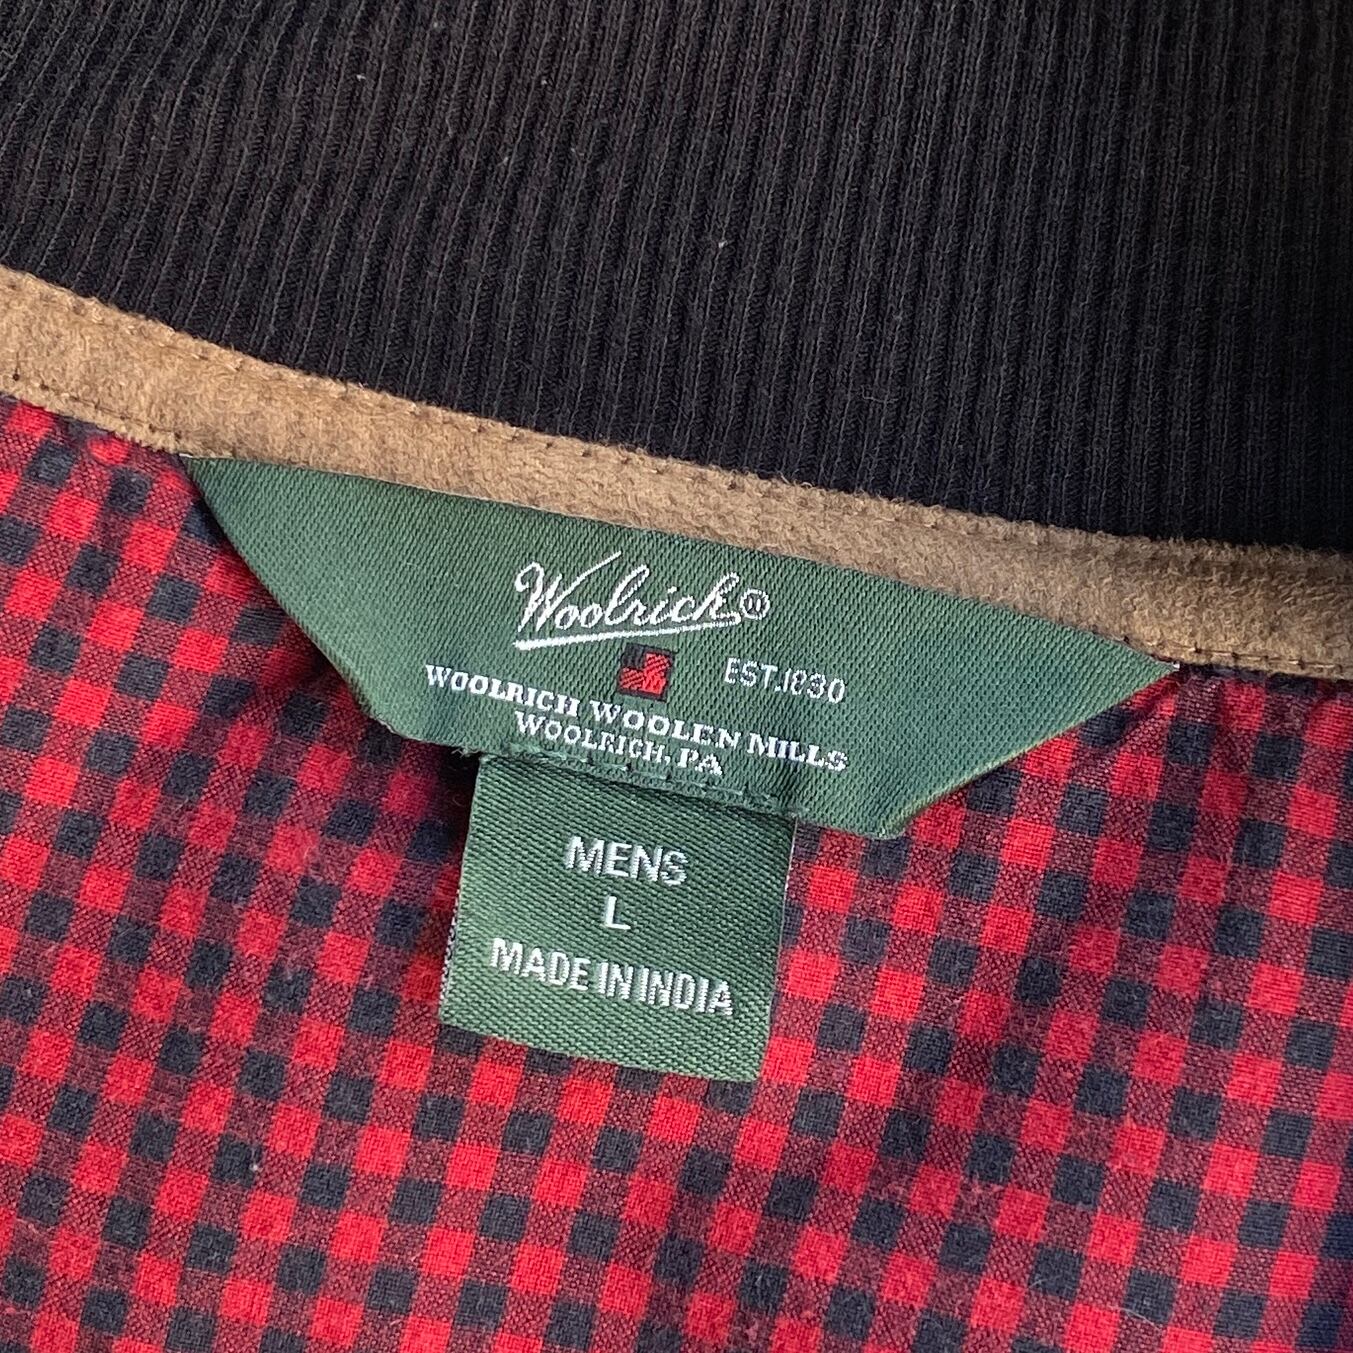 Woolrich®
EST.1830
WOOLRICH WOOLEN MILLS
WOOLRICH, PA
MENS
L
MADE IN INDIA